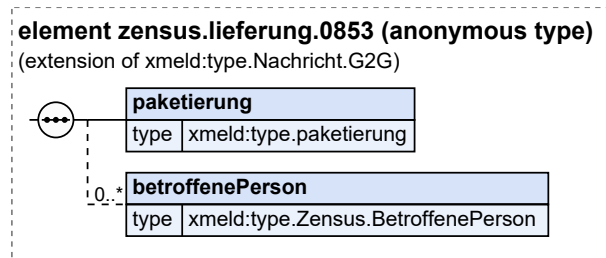 element zensus.lieferung.0853 (anonymous type)
(extension of xmeld:type.Nachricht.G2G)
paketierung
type xmeld:type.paketierung
0..* betroffenePerson
type xmeld:type.Zensus.BetroffenePerson